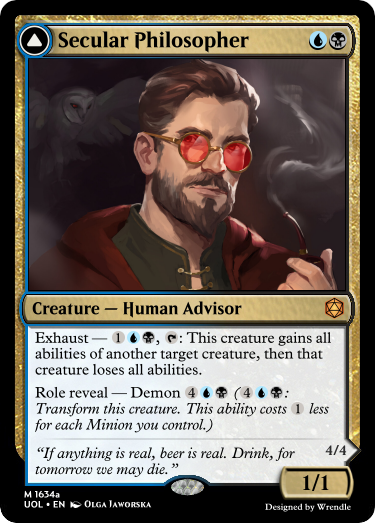 Secular Philosopher
Creature — Human Advisor
Exhaust — 1, : This creature gains all
abilities of another target creature, then that
creature loses all abilities.
Role reveal — Demon 4 (4:
Transform this creature. This ability costs 1 less
for each Minion you control.)
“If anything is real, beer is real. Drink, for
tomorrow we may die.”
4/4
1/1
M 1634a
UOL • EN Olga Jaworska
Designed by Wrendle